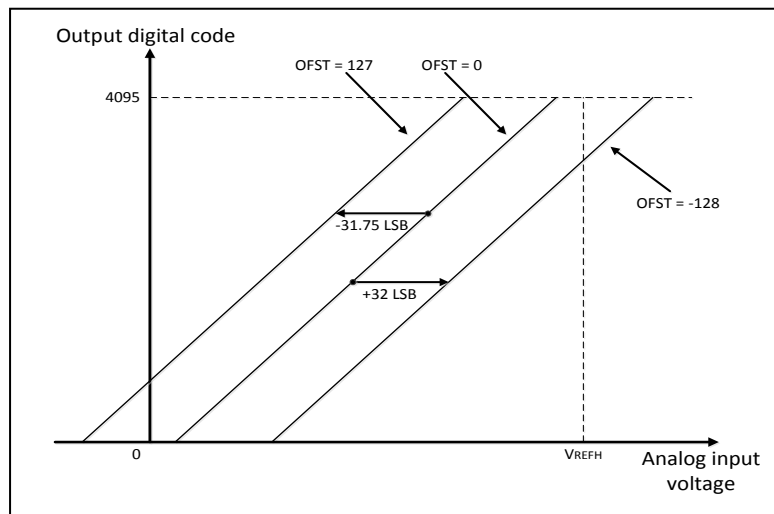 Output digital code
OFST = 127
OFST = 0
4095
OFST = -128
-31.75 LSB
+32 LSB
0
VREFH
Analog input
voltage